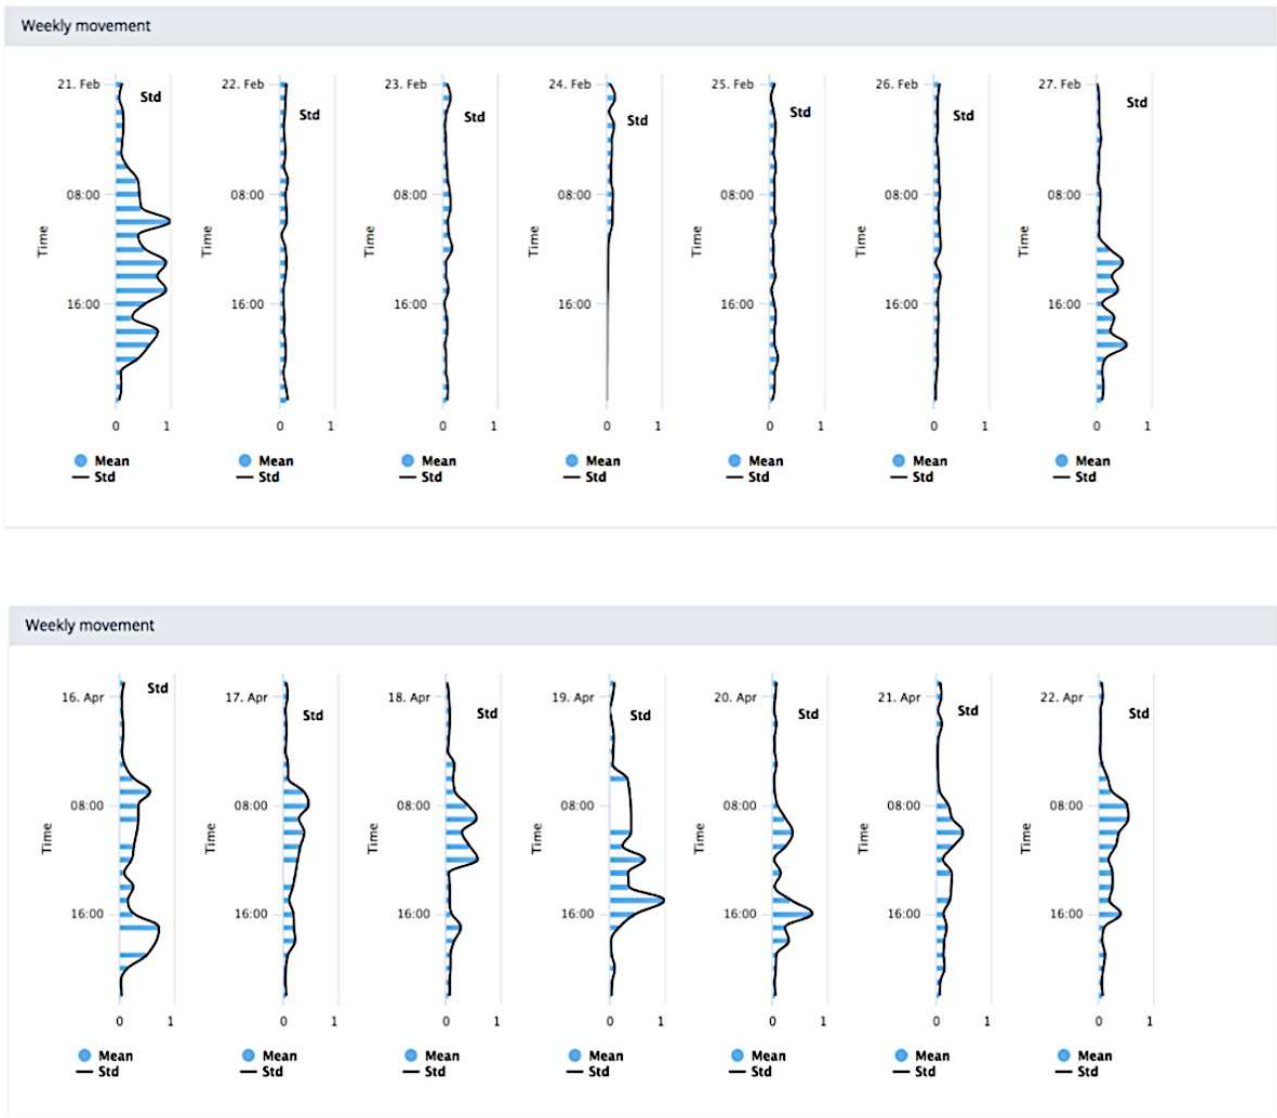 Weekly movement
21. Feb 22. Feb 23. Feb 24. Feb 25. Feb 26. Feb 27. Feb
Std Std Std Std Std Std Std
08:00 08:00 08:00 08:00 08:00 08:00 08:00
Time Time Time Time Time Time Time
16:00 16:00 16:00 16:00 16:00 16:00 16:00
0 1 0 1 0 1 0 1 0 1 0 1 0 1
Mean Mean Mean Mean Mean Mean Mean
Std Std Std Std Std Std Std
Weekly movement
16. Apr 17. Apr 18. Apr 19. Apr 20. Apr 21. Apr 22. Apr
Std Std Std Std Std Std Std
08:00 08:00 08:00 08:00 08:00 08:00 08:00
Time Time Time Time Time Time Time
16:00 16:00 16:00 16:00 16:00 16:00 16:00
0 1 0 1 0 1 0 1 0 1 0 1 0 1
Mean Mean Mean Mean Mean Mean Mean
Std Std Std Std Std Std Std